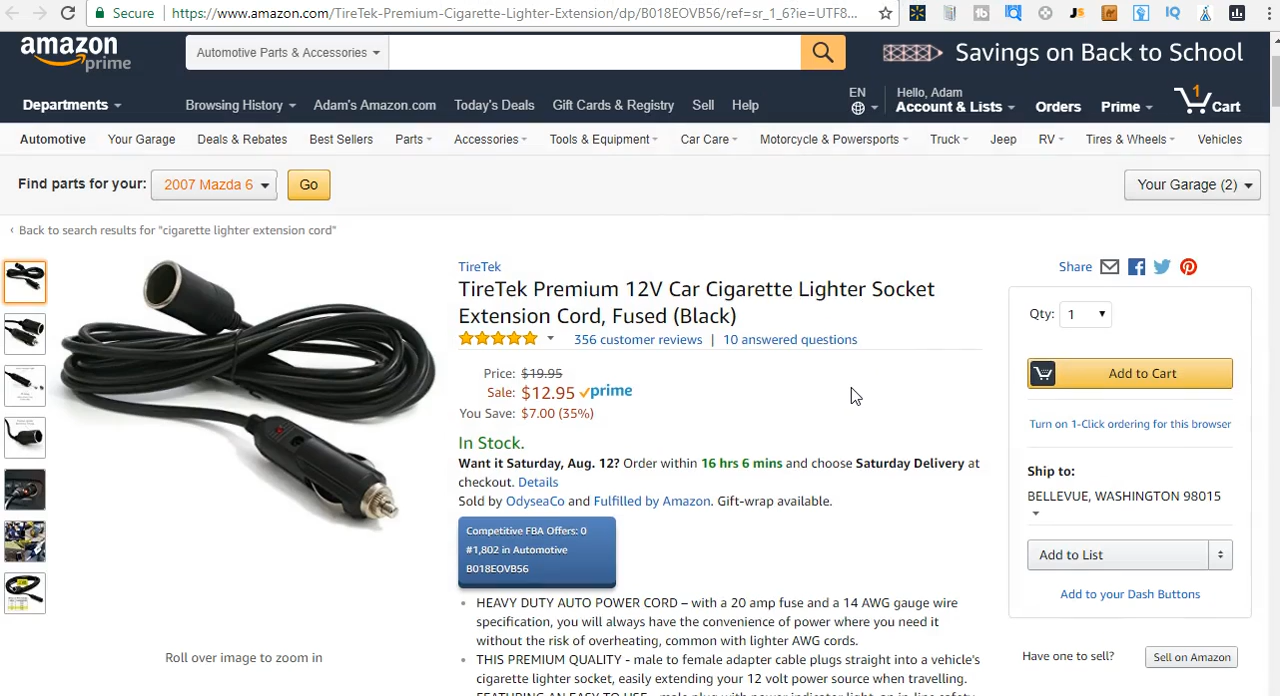 Secure https://www.amazon.com/TireTek-Premium-Cigarette-Lighter-Extension/dp/B018EOVB56/ref=sr_1_6?ie=UTF8...
amazon
prime
Automotive Parts & Accessories
Savings on Back to School
Departments
Browsing History
Adam's Amazon.com
Today's Deals
Gift Cards & Registry
Sell
Help
EN
Hello, Adam
Account & Lists
Orders
Prime
1
Cart
Automotive
Your Garage
Deals & Rebates
Best Sellers
Parts
Accessories
Tools & Equipment
Car Care
Motorcycle & Powersports
Truck
Jeep
RV
Tires & Wheels
Vehicles
Find parts for your:
2007 Mazda 6
Go
Your Garage (2)
‹ Back to search results for "cigarette lighter extension cord"
TireTek
TireTek Premium 12V Car Cigarette Lighter Socket
Extension Cord, Fused (Black)
356 customer reviews | 10 answered questions
Price: $19.95
Sale: $12.95 prime
You Save: $7.00 (35%)
In Stock.
Want it Saturday, Aug. 12? Order within 16 hrs 6 mins and choose Saturday Delivery at
checkout. Details
Sold by OdyseaCo and Fulfilled by Amazon. Gift-wrap available.
Competitive FBA Offers: 0
#1,802 in Automotive
B018EOVB56
HEAVY DUTY AUTO POWER CORD – with a 20 amp fuse and a 14 AWG gauge wire
specification, you will always have the convenience of power where you need it
without the risk of overheating, common with lighter AWG cords.
THIS PREMIUM QUALITY - male to female adapter cable plugs straight into a vehicle's
cigarette lighter socket, easily extending your 12 volt power source when travelling.
Roll over image to zoom in
Share
Qty: 1
Add to Cart
Turn on 1-Click ordering for this browser
Ship to:
BELLEVUE, WASHINGTON 98015
Add to List
Add to your Dash Buttons
Have one to sell?
Sell on Amazon